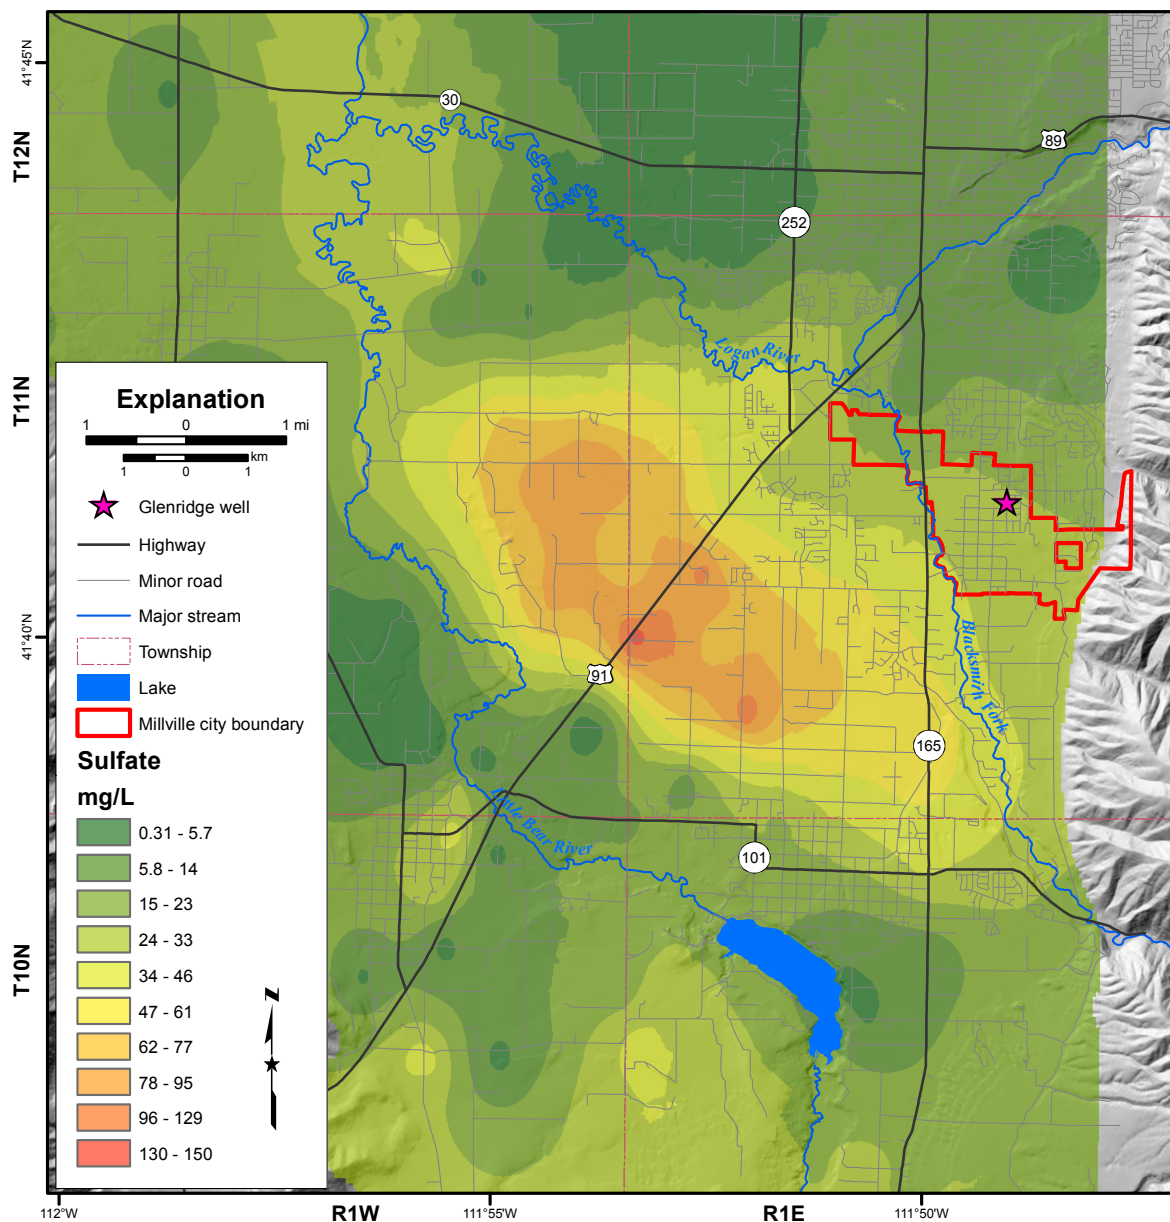 41°45'N
T12N
T11N
41°40'N
T10N
30
89
252
Logan River
91
165
Blacksmith Fork
Little Bear River
101
Explanation
1 0 1 mi
1 0 1 km
Glenridge well
Highway
Minor road
Major stream
Township
Lake
Millville city boundary
Sulfate
mg/L
0.31 - 5.7
5.8 - 14
15 - 23
24 - 33
34 - 46
47 - 61
62 - 77
78 - 95
96 - 129
130 - 150
N
112°W
R1W
111°55'W
R1E
111°50'W